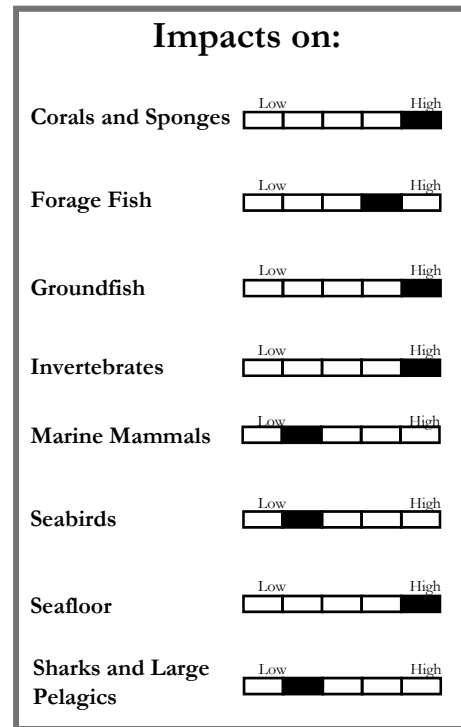 Impacts on:
Low High
Corals and Sponges
Low High
Forage Fish
Low High
Groundfish
Low High
Invertebrates
Low High
Marine Mammals
Low High
Seabirds
Low High
Seafloor
Low High
Sharks and Large
Pelagics